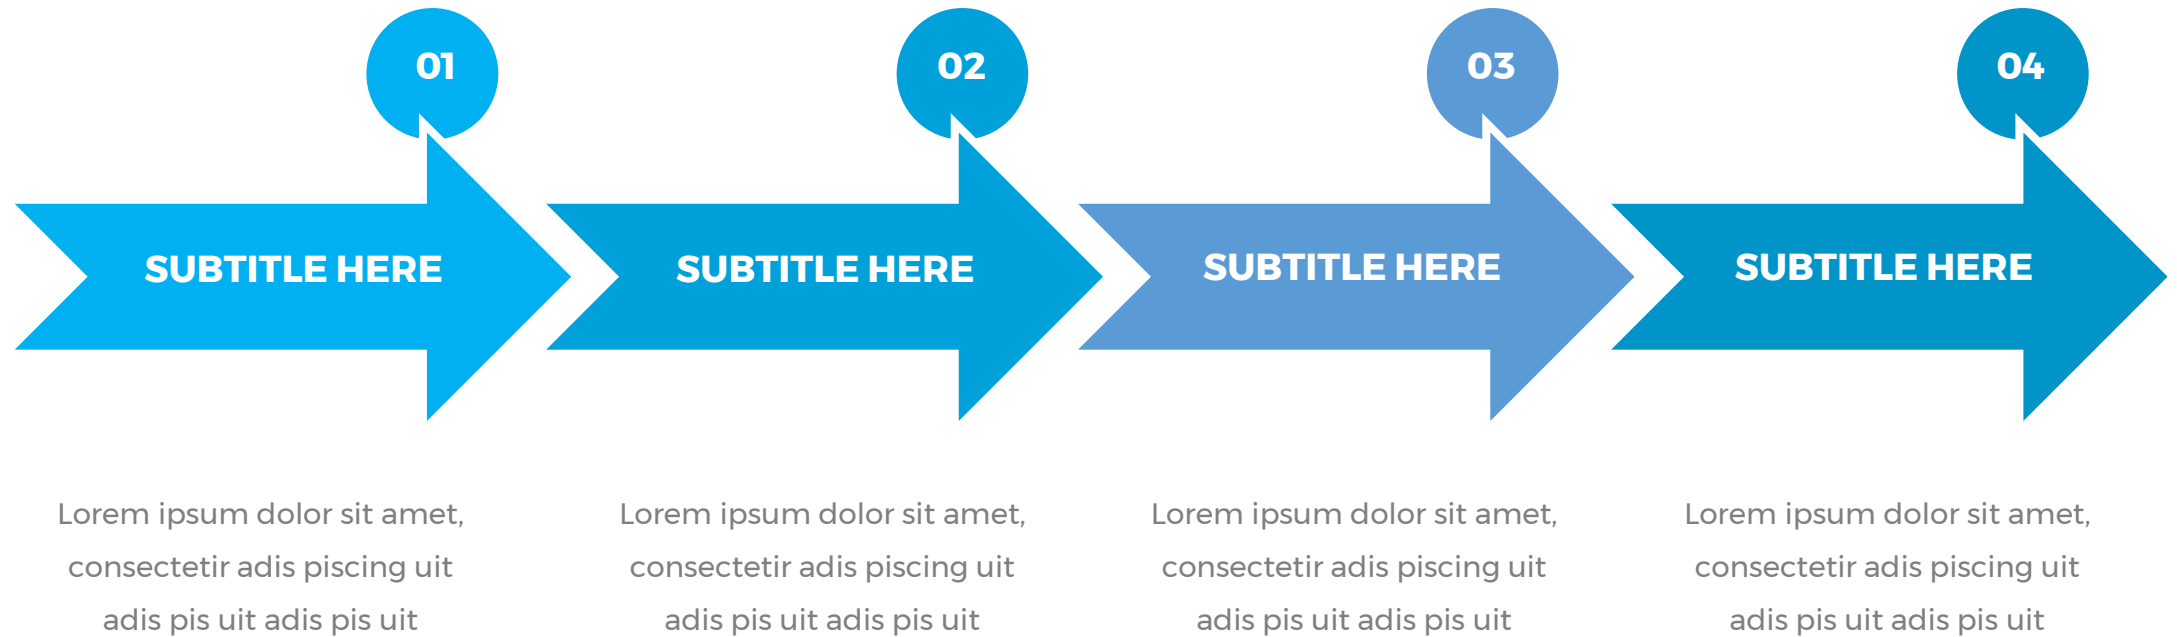 01
SUBTITLE HERE
Lorem ipsum dolor sit amet,
consectetir adis piscing uit
adis pis uit adis pis uit
02
SUBTITLE HERE
Lorem ipsum dolor sit amet,
consectetir adis piscing uit
adis pis uit adis pis uit
03
SUBTITLE HERE
Lorem ipsum dolor sit amet,
consectetir adis piscing uit
adis pis uit adis pis uit
04
SUBTITLE HERE
Lorem ipsum dolor sit amet,
consectetir adis piscing uit
adis pis uit adis pis uit